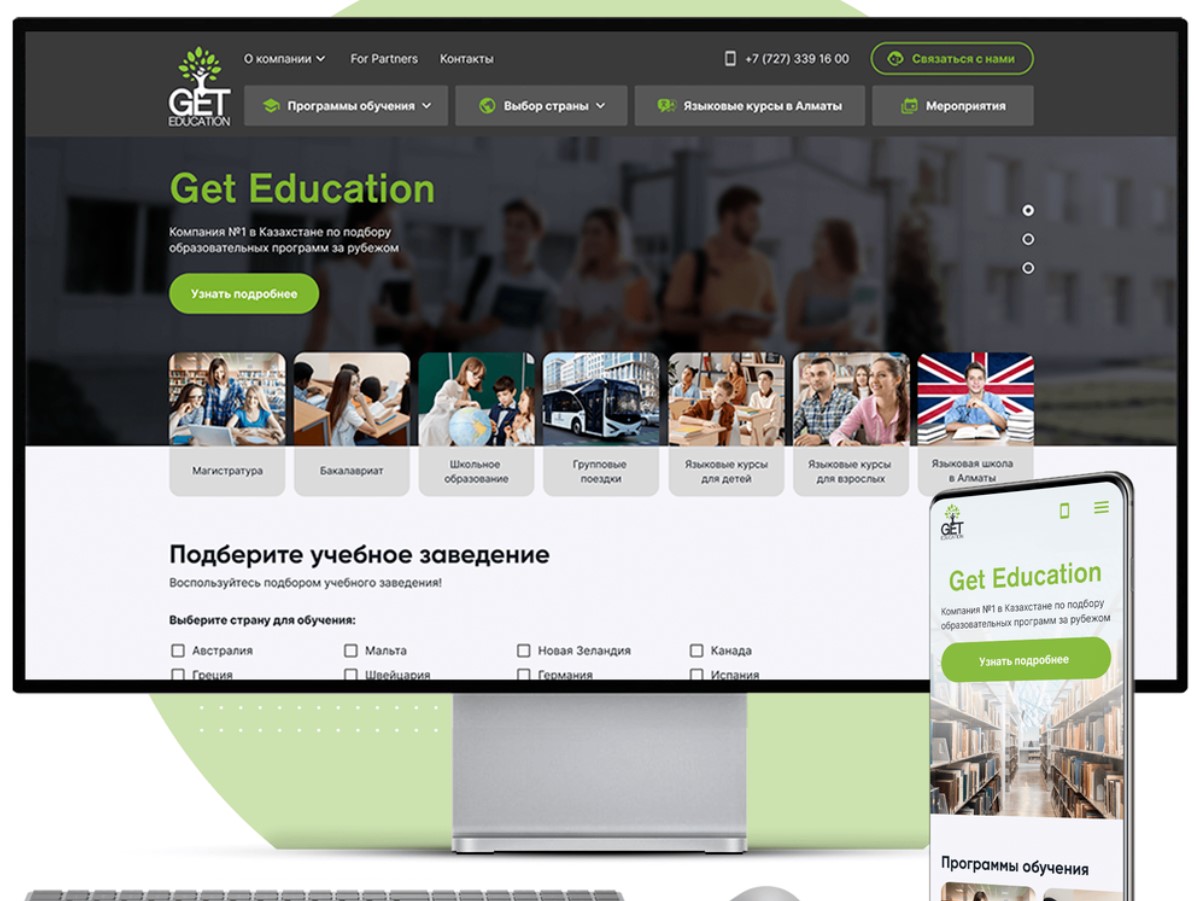 О компании
For Partners
Контакты
+7 (727) 339 16 00
Связаться с нами
GET
EDUCATION
Программы обучения
Выбор страны
Языковые курсы в Алматы
Мероприятия
Get Education
Компания №1 в Казахстане по подбору
образовательных программ за рубежом
Узнать подробнее
Магистратура
Бакалавриат
Школьное
образование
Групповые
поездки
Языковые курсы
для детей
Языковые курсы
для взрослых
Языковая школа
в Алматы
Подберите учебное заведение
Воспользуйтесь подбором учебного заведения!
Выберите страну для обучения:
Австралия
Мальта
Новая Зеландия
Канада
Греция
Швейцария
Германия
Испания
GET
EDUCATION
Get Education
Компания №1 в Казахстане по подбору
образовательных программ за рубежом
Узнать подробнее
Программы обучения